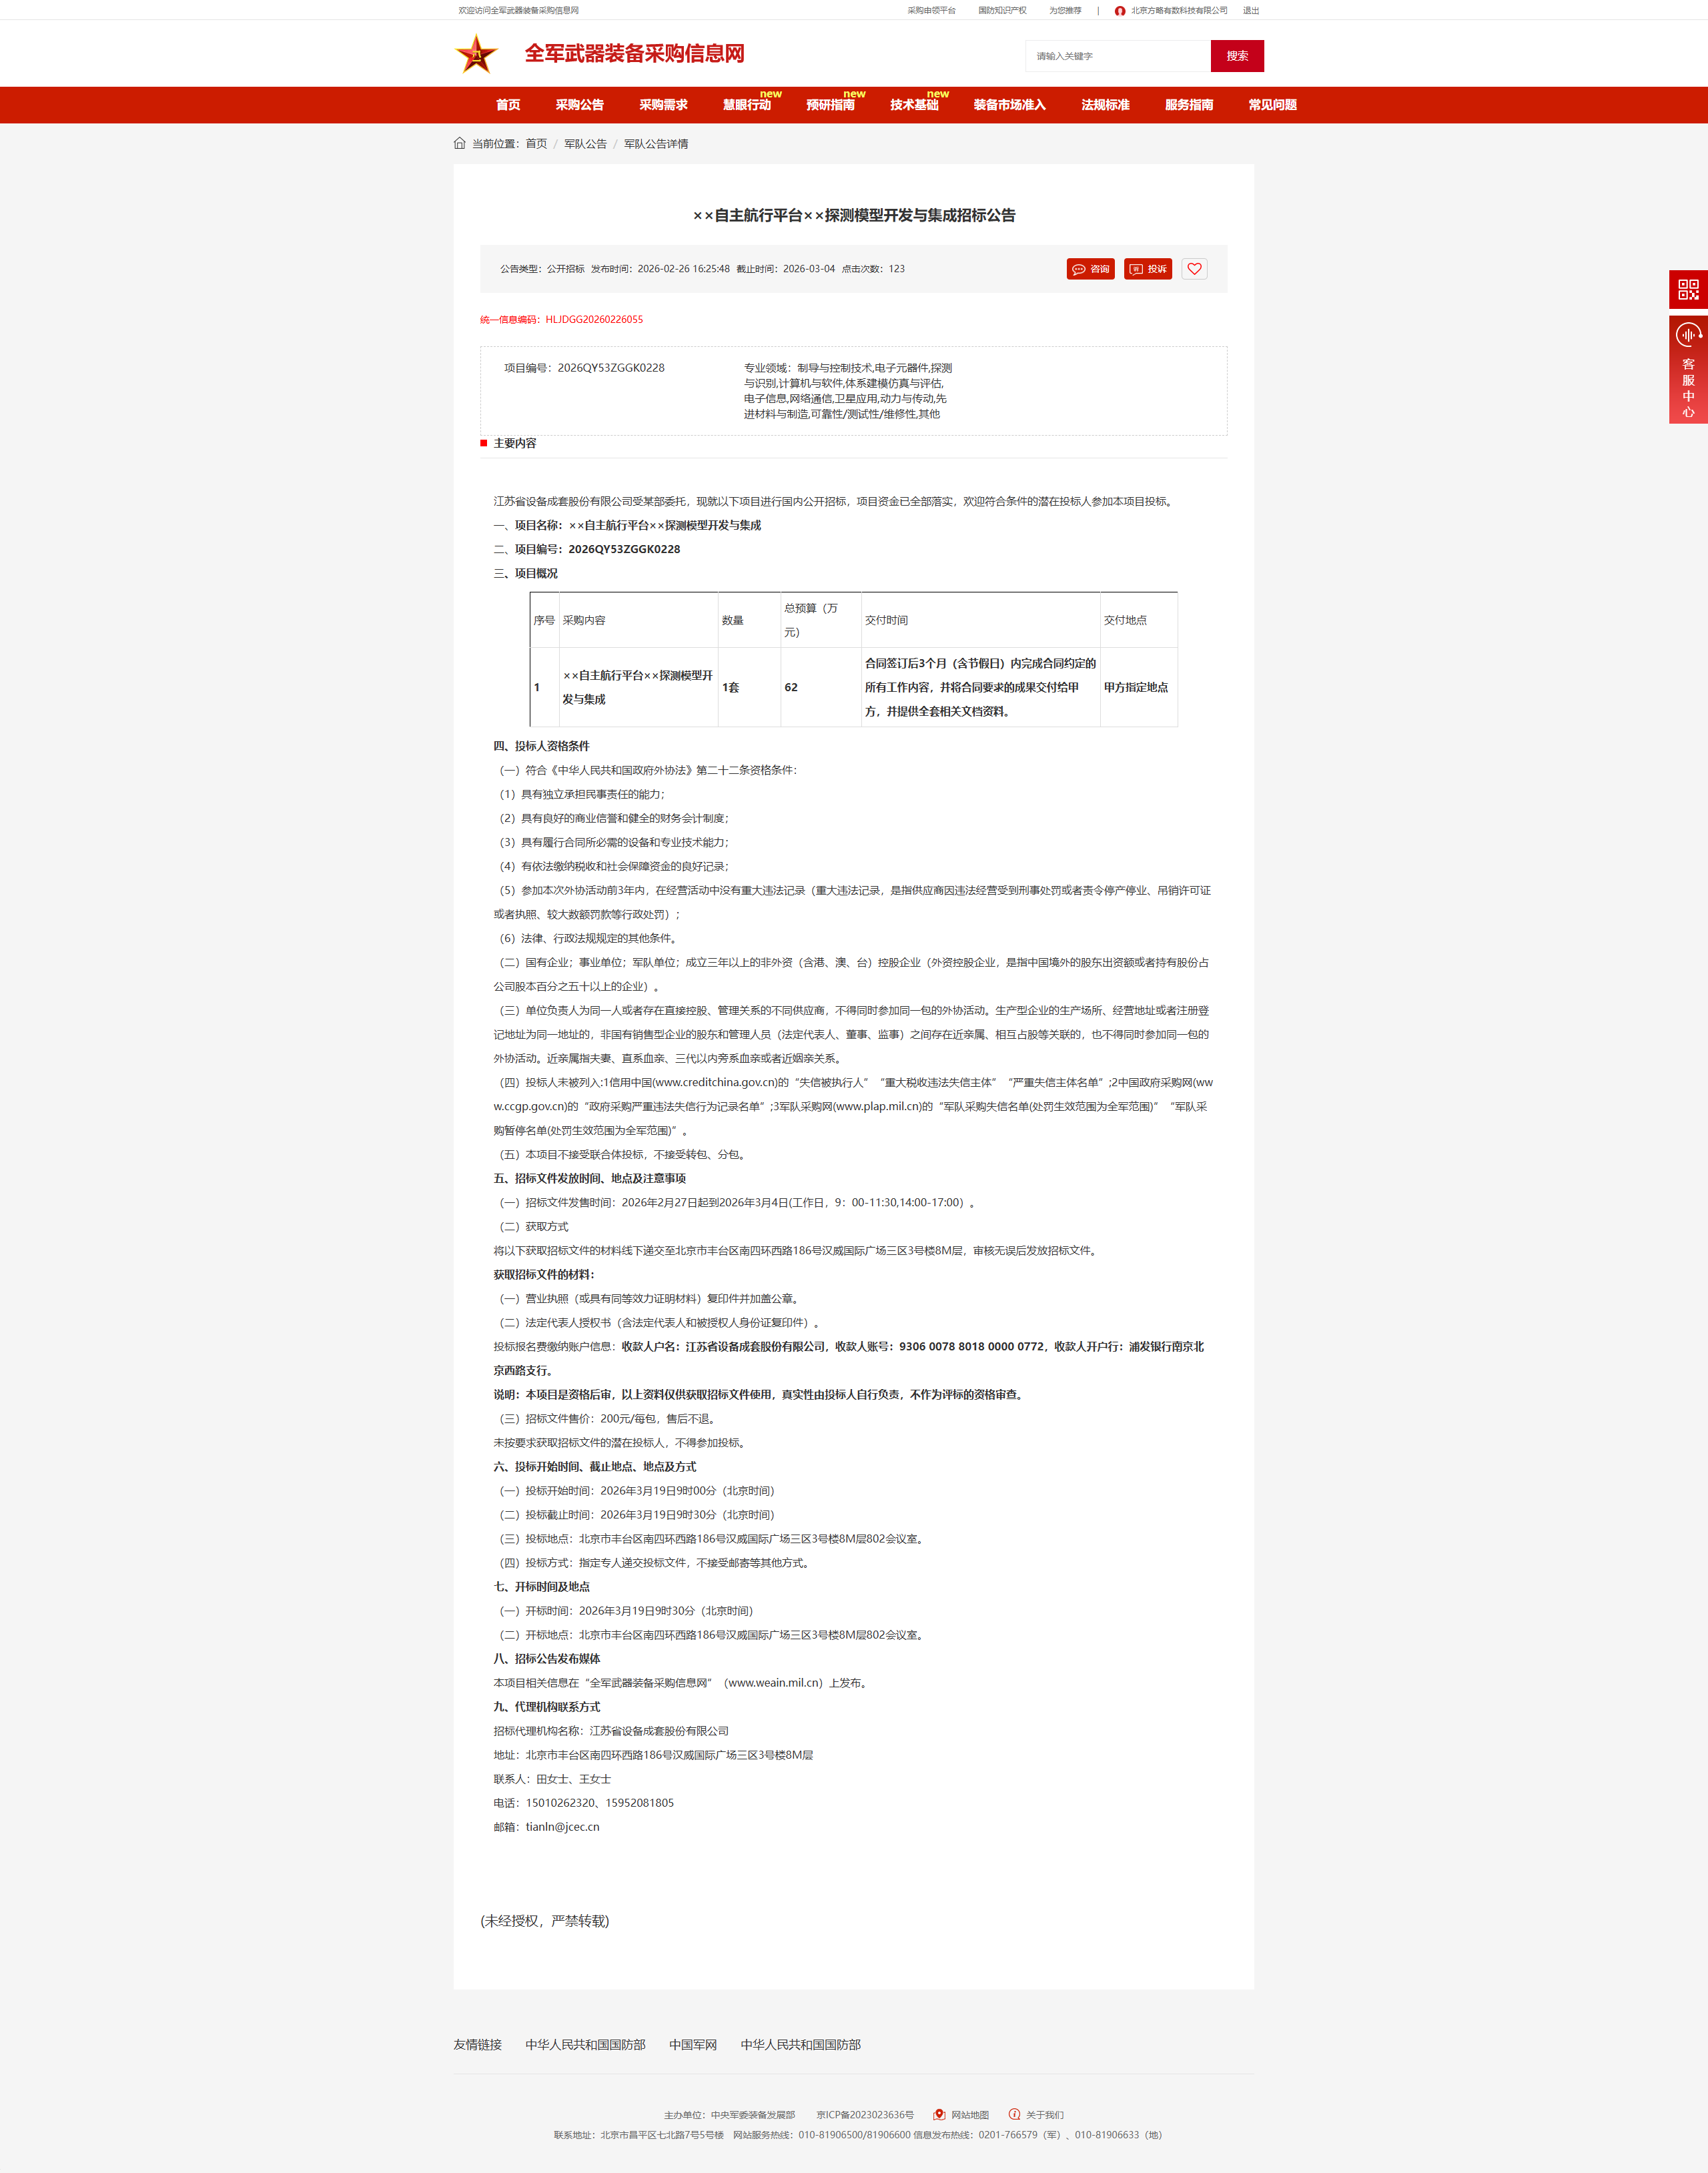 欢迎访问全军武器装备采购信息网
采购申领平台 国防知识产权 为您推荐 | 北京方略有数科技有限公司 退出
全军武器装备采购信息网
请输入关键字 搜索
首页 采购公告 采购需求 慧眼行动 new 预研指南 new 技术基础 new 装备市场准入 法规标准 服务指南 常见问题
当前位置：首页 / 军队公告 / 军队公告详情
××自主航行平台××探测模型开发与集成招标公告
公告类型：公开招标 发布时间：2026-02-26 16:25:48 截止时间：2026-03-04 点击次数：123
咨询 投诉
客服中心
统一信息编码：HLJDGG20260226055
项目编号：2026QY53ZGGK0228
专业领域：制导与控制技术,电子元器件,探测
与识别,计算机与软件,体系建模仿真与评估,
电子信息,网络通信,卫星应用,动力与传动,先
进材料与制造,可靠性/测试性/维修性,其他
主要内容
江苏省设备成套股份有限公司受某部委托，现就以下项目进行国内公开招标，项目资金已全部落实，欢迎符合条件的潜在投标人参加本项目投标。
一、项目名称：××自主航行平台××探测模型开发与集成
二、项目编号：2026QY53ZGGK0228
三、项目概况
序号 采购内容 数量 总预算（万元） 交付时间 交付地点
1 ××自主航行平台××探测模型开发与集成 1套 62 合同签订后3个月（含节假日）内完成合同约定的所有工作内容，并将合同要求的成果交付给甲方，并提供全套相关文档资料。 甲方指定地点
四、投标人资格条件
（一）符合《中华人民共和国政府外协法》第二十二条资格条件：
（1）具有独立承担民事责任的能力；
（2）具有良好的商业信誉和健全的财务会计制度；
（3）具有履行合同所必需的设备和专业技术能力；
（4）有依法缴纳税收和社会保障资金的良好记录；
（5）参加本次外协活动前3年内，在经营活动中没有重大违法记录（重大违法记录，是指供应商因违法经营受到刑事处罚或者责令停产停业、吊销许可证
或者执照、较大数额罚款等行政处罚）；
（6）法律、行政法规规定的其他条件。
（二）国有企业；事业单位；军队单位；成立三年以上的非外资（含港、澳、台）控股企业（外资控股企业，是指中国境外的股东出资额或者持有股份占
公司股本百分之五十以上的企业）。
（三）单位负责人为同一人或者存在直接控股、管理关系的不同供应商，不得同时参加同一包的外协活动。生产型企业的生产场所、经营地址或者注册登
记地址为同一地址的，非国有销售型企业的股东和管理人员（法定代表人、董事、监事）之间存在近亲属、相互占股等关联的，也不得同时参加同一包的
外协活动。近亲属指夫妻、直系血亲、三代以内旁系血亲或者近姻亲关系。
（四）投标人未被列入:1信用中国(www.creditchina.gov.cn)的“失信被执行人” “重大税收违法失信主体” “严重失信主体名单”;2中国政府采购网(ww
w.ccgp.gov.cn)的“政府采购严重违法失信行为记录名单”;3军队采购网(www.plap.mil.cn)的“军队采购失信名单(处罚生效范围为全军范围)” “军队采
购暂停名单(处罚生效范围为全军范围)”。
（五）本项目不接受联合体投标，不接受转包、分包。
五、招标文件发放时间、地点及注意事项
（一）招标文件发售时间：2026年2月27日起到2026年3月4日(工作日，9：00-11:30,14:00-17:00）。
（二）获取方式
将以下获取招标文件的材料线下递交至北京市丰台区南四环西路186号汉威国际广场三区3号楼8M层，审核无误后发放招标文件。
获取招标文件的材料：
（一）营业执照（或具有同等效力证明材料）复印件并加盖公章。
（二）法定代表人授权书（含法定代表人和被授权人身份证复印件）。
投标报名费缴纳账户信息：收款人户名：江苏省设备成套股份有限公司，收款人账号：9306 0078 8018 0000 0772，收款人开户行：浦发银行南京北
京西路支行。
说明：本项目是资格后审，以上资料仅供获取招标文件使用，真实性由投标人自行负责，不作为评标的资格审查。
（三）招标文件售价：200元/每包，售后不退。
未按要求获取招标文件的潜在投标人，不得参加投标。
六、投标开始时间、截止地点、地点及方式
（一）投标开始时间：2026年3月19日9时00分（北京时间）
（二）投标截止时间：2026年3月19日9时30分（北京时间）
（三）投标地点：北京市丰台区南四环西路186号汉威国际广场三区3号楼8M层802会议室。
（四）投标方式：指定专人递交投标文件，不接受邮寄等其他方式。
七、开标时间及地点
（一）开标时间：2026年3月19日9时30分（北京时间）
（二）开标地点：北京市丰台区南四环西路186号汉威国际广场三区3号楼8M层802会议室。
八、招标公告发布媒体
本项目相关信息在“全军武器装备采购信息网”（www.weain.mil.cn）上发布。
九、代理机构联系方式
招标代理机构名称：江苏省设备成套股份有限公司
地址：北京市丰台区南四环西路186号汉威国际广场三区3号楼8M层
联系人：田女士、王女士
电话：15010262320、15952081805
邮箱：tianln@jcec.cn
(未经授权，严禁转载)
友情链接 中华人民共和国国防部 中国军网 中华人民共和国国防部
主办单位：中央军委装备发展部 京ICP备2023023636号 网站地图 关于我们
联系地址：北京市昌平区七北路7号5号楼 网站服务热线：010-81906500/81906600 信息发布热线：0201-766579（军）、010-81906633（地）